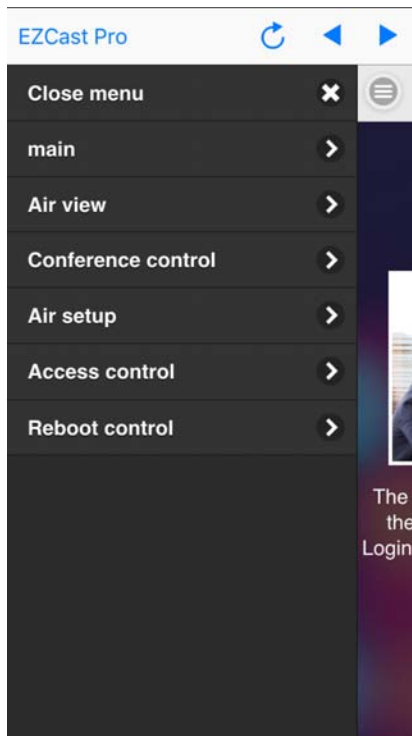 EZCast Pro
Close menu
main
Air view
Conference control
Air setup
Access control
Reboot control
The
the
Login